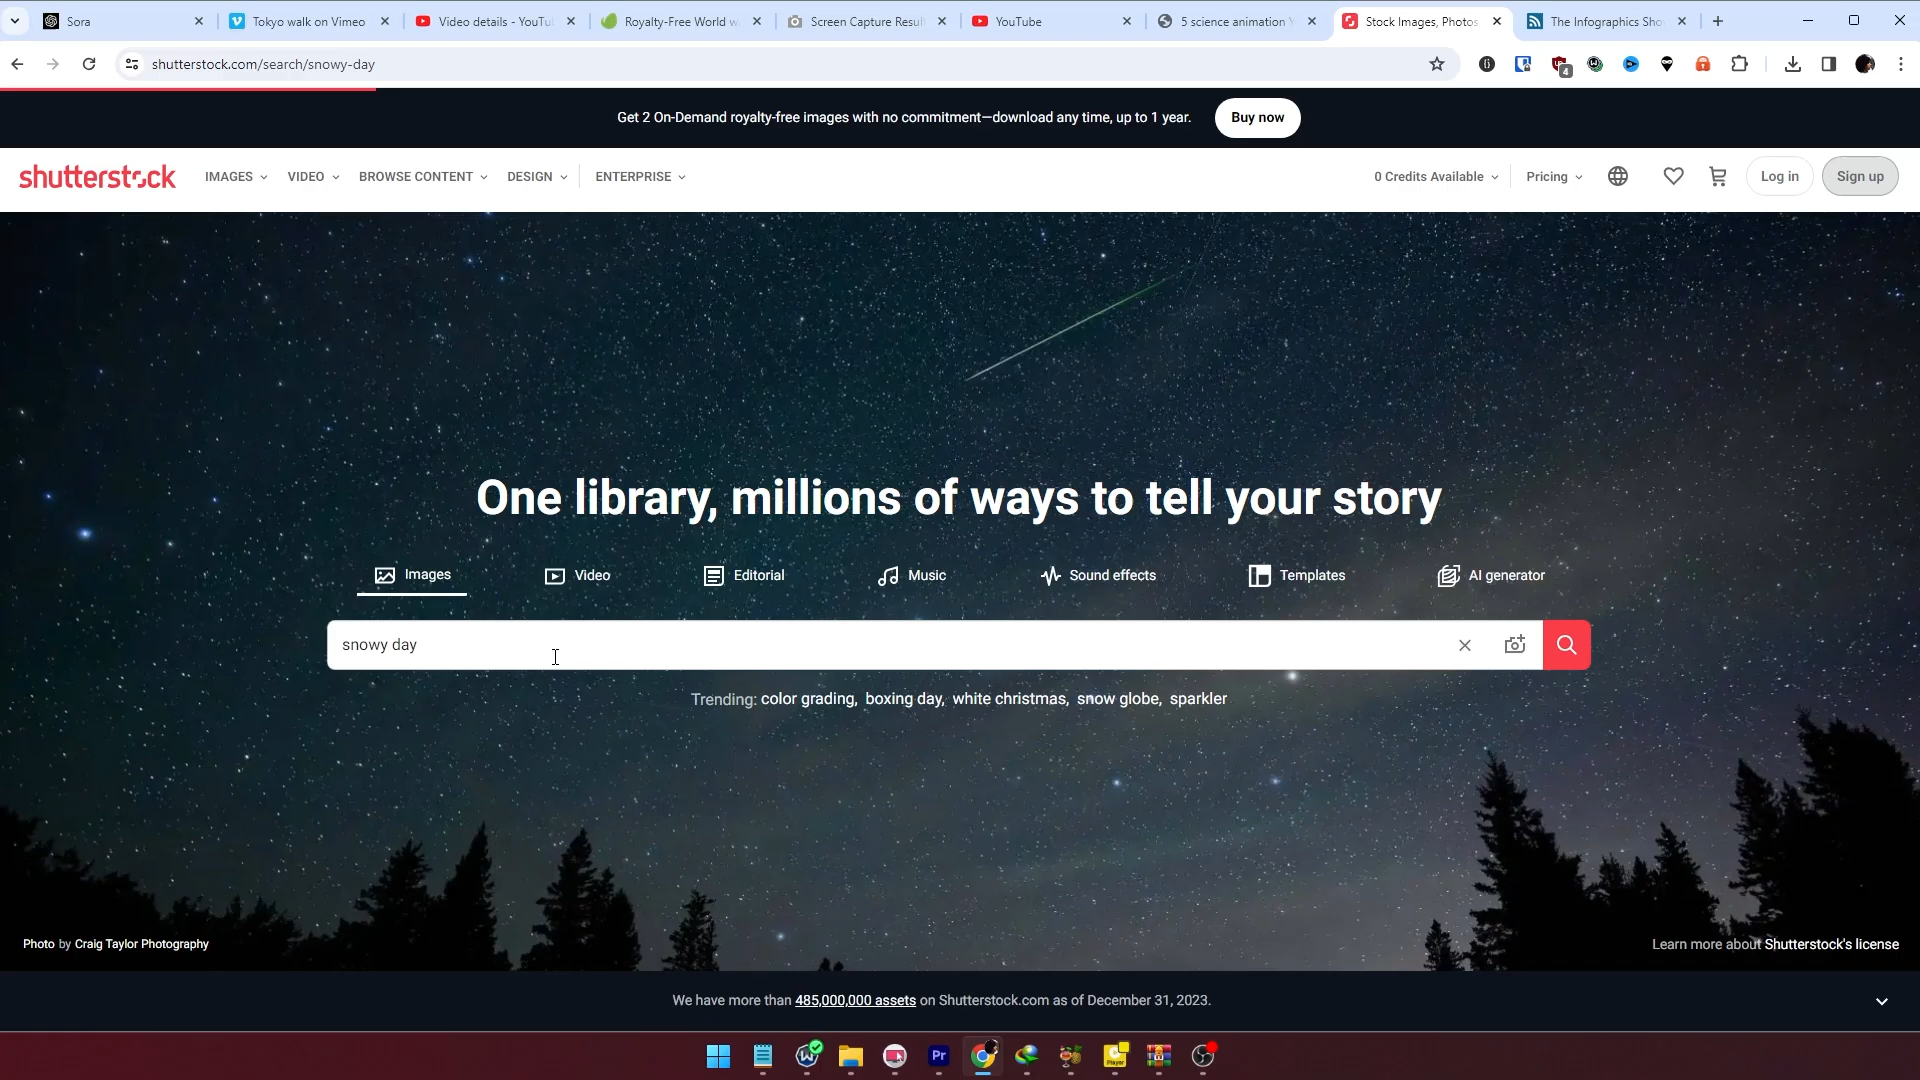 Sora
Tokyo walk on Vimeo
Video details - YouTu
Royalty-Free World w
Screen Capture Resul
YouTube
5 science animation Y
Stock Images, Photos
The Infographics Sho
shutterstock.com/search/snowy-day
4
Get 2 On-Demand royalty-free images with no commitment—download any time, up to 1 year.
Buy now
shutterstock
IMAGES
VIDEO
BROWSE CONTENT
DESIGN
ENTERPRISE
0 Credits Available
Pricing
Log in
Sign up
One library, millions of ways to tell your story
Images
Video
Editorial
Music
Sound effects
Templates
AI generator
snowy day
Trending: color grading, boxing day, white christmas, snow globe, sparkler
Photo by Craig Taylor Photography
Learn more about Shutterstock's license
We have more than 485,000,000 assets on Shutterstock.com as of December 31, 2023.
Pr
Player